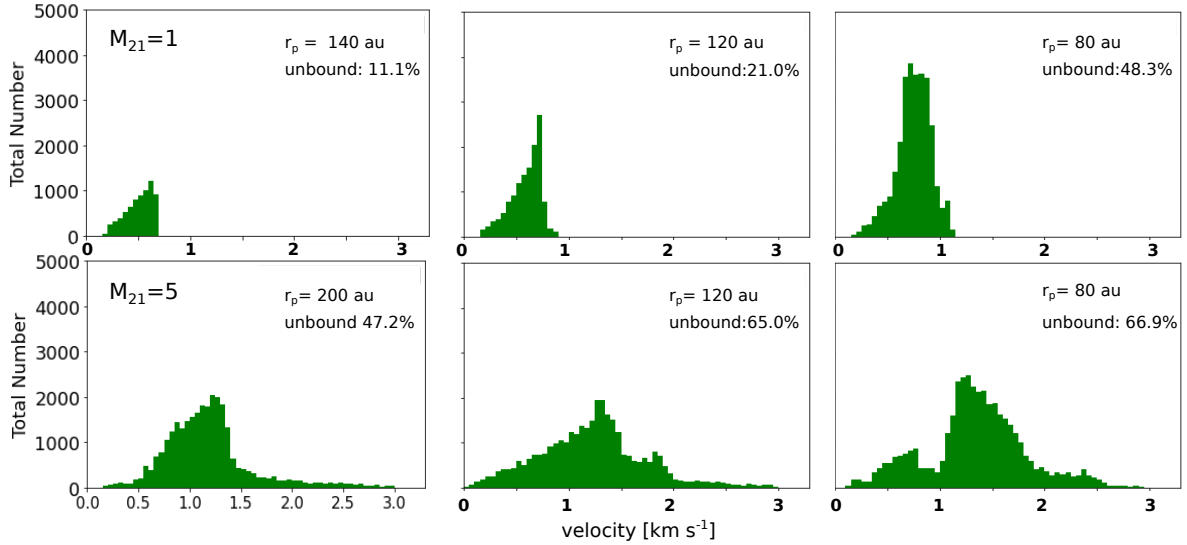 5000
4000
3000
2000
1000
0
Total Number
M₂₁=1
rₚ = 140 au
unbound: 11.1%
0 1 2 3
rₚ = 120 au
unbound:21.0%
0 1 2 3
rₚ= 80 au
unbound:48.3%
0 1 2 3
5000
4000
3000
2000
1000
0
Total Number
M₂₁=5
rₚ= 200 au
unbound 47.2%
0.0 0.5 1.0 1.5 2.0 2.5 3.0
rₚ= 120 au
unbound:65.0%
0 1 2 3
rₚ= 80 au
unbound: 66.9%
0 1 2 3
velocity [km s⁻¹]